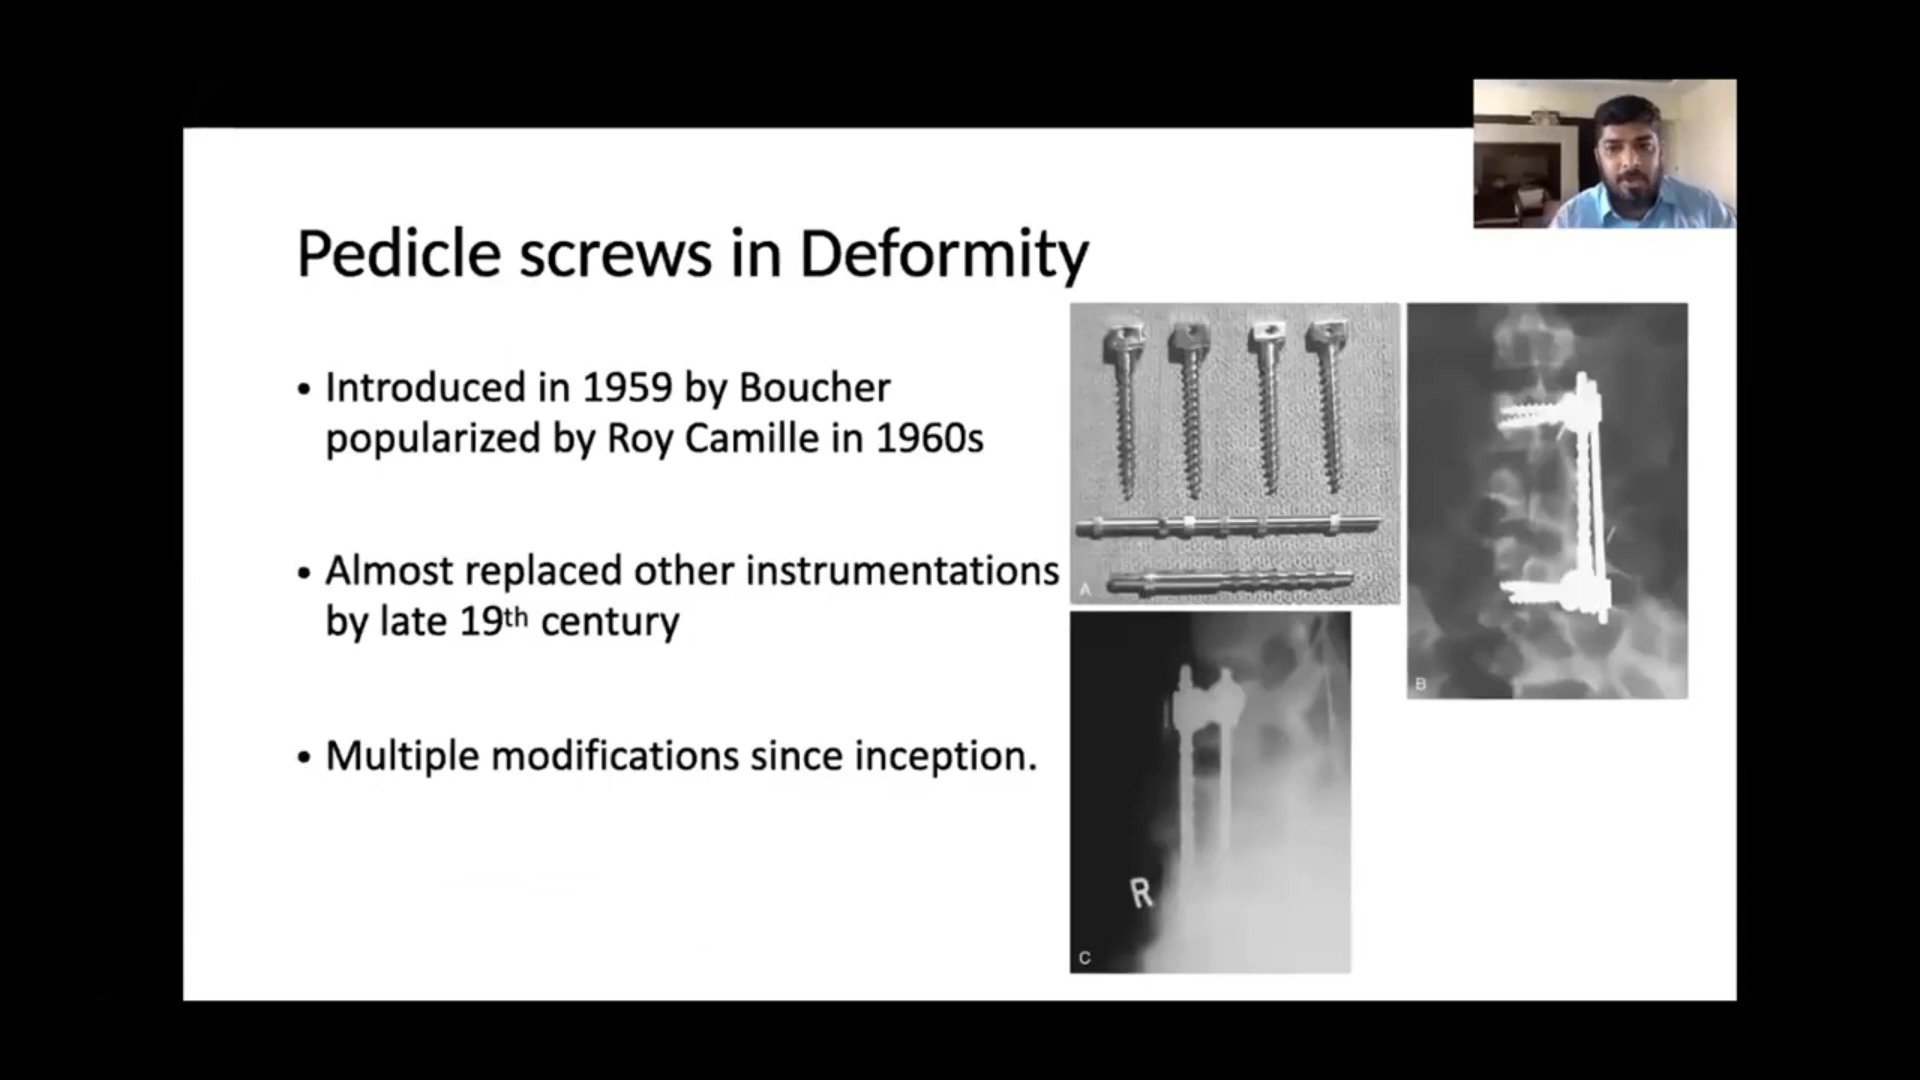 Pedicle screws in Deformity
• Introduced in 1959 by Boucher
popularized by Roy Camille in 1960s
• Almost replaced other instrumentations
by late 19th century
• Multiple modifications since inception.
A
B
R
C